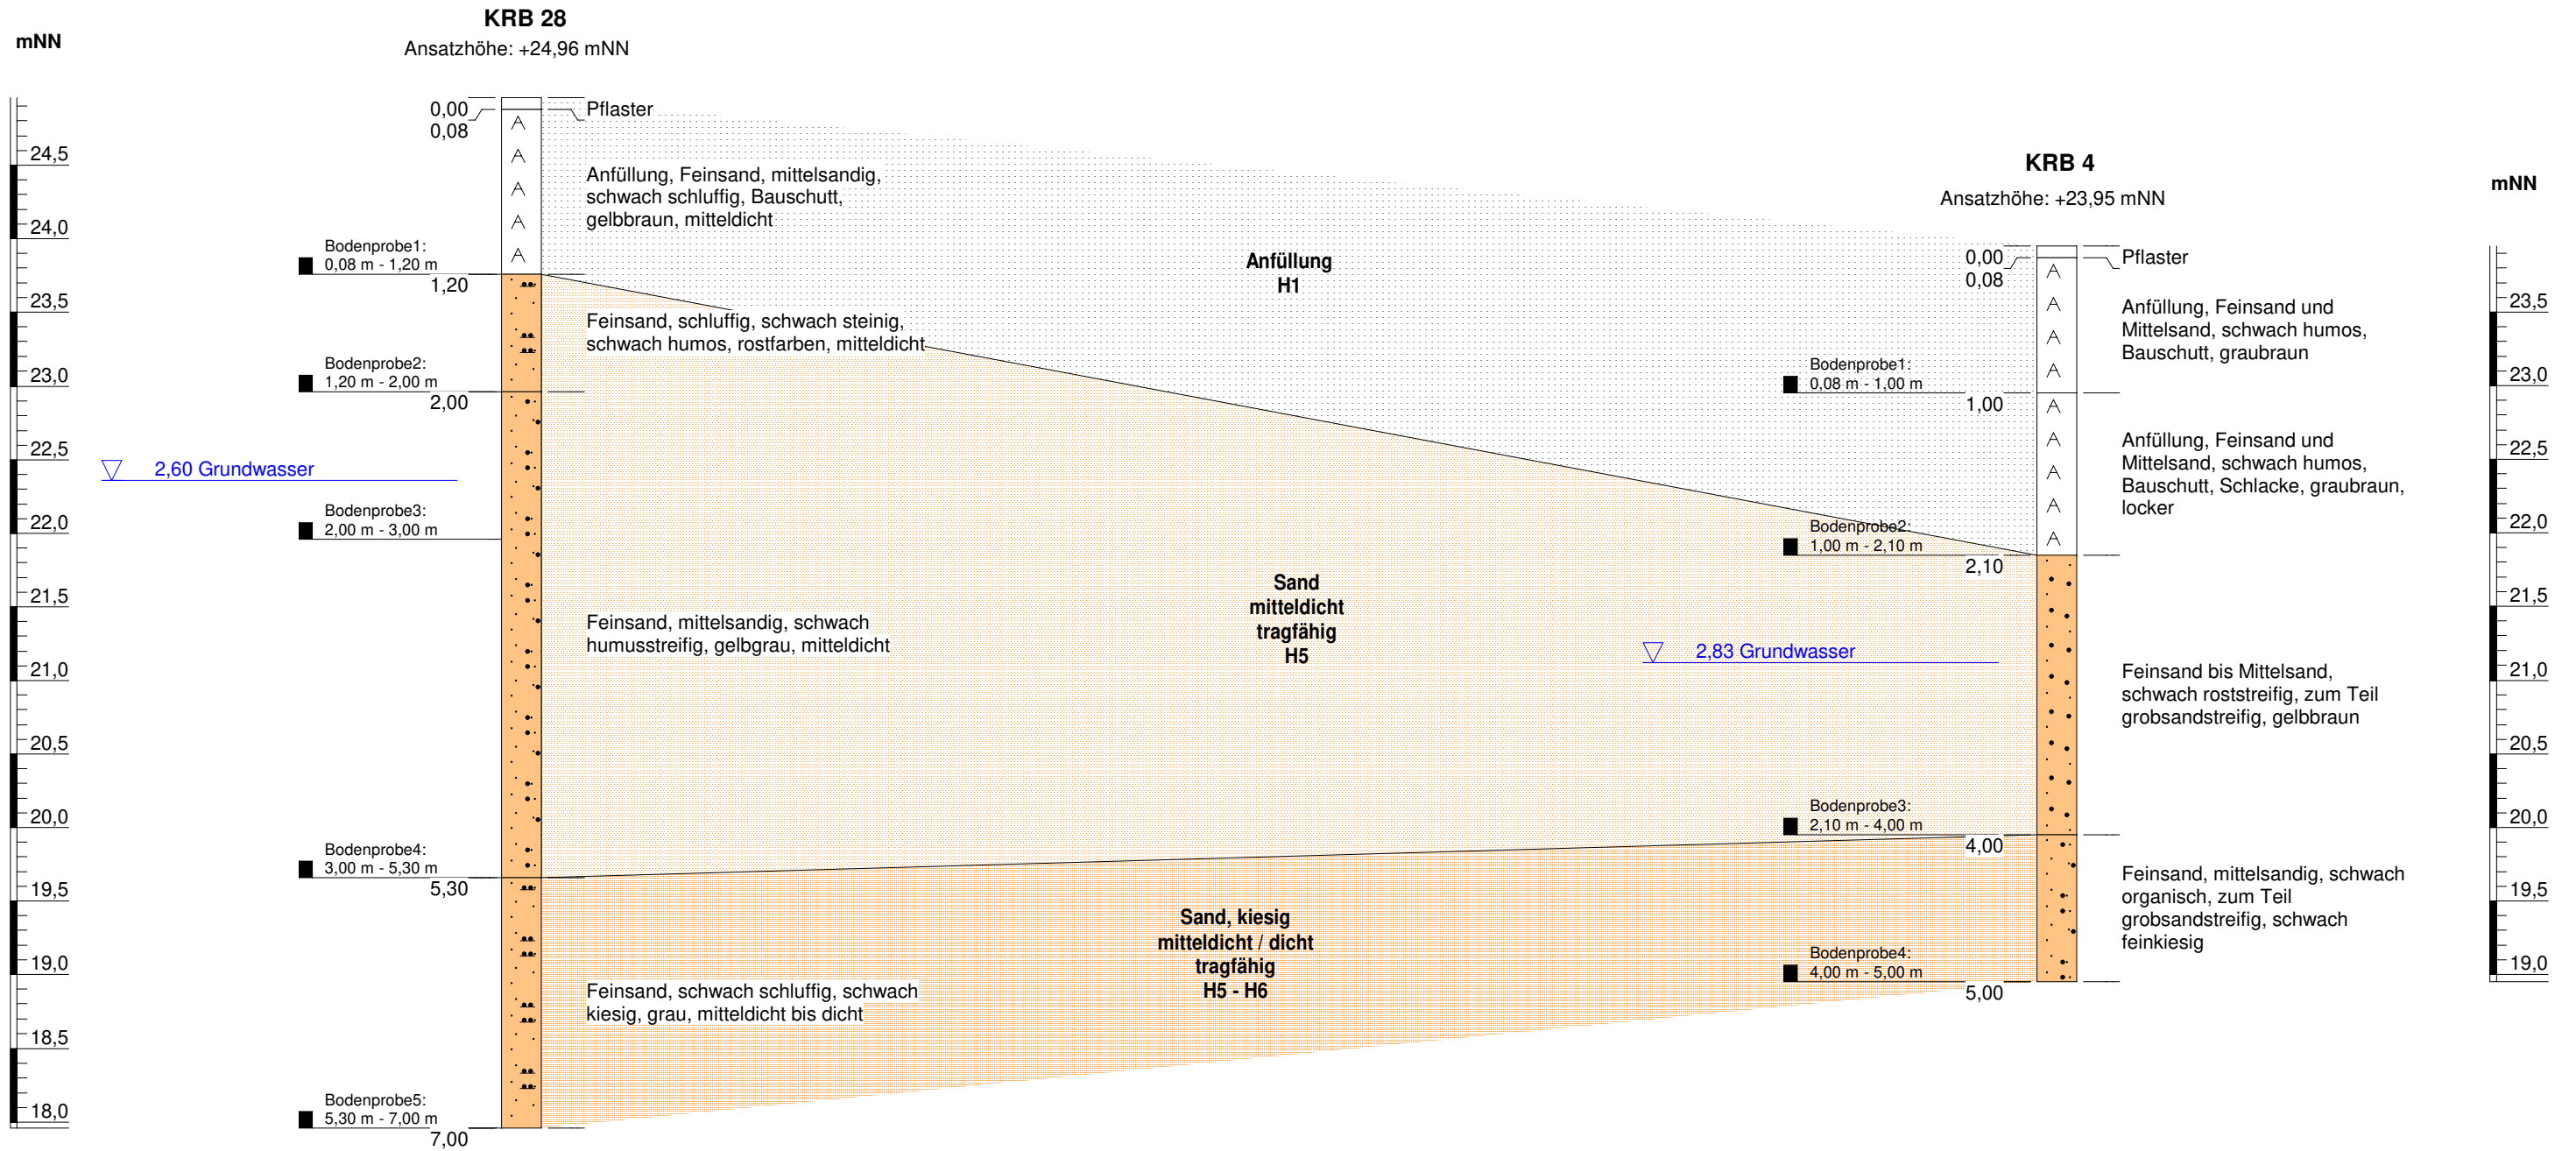 KRB 28
Ansatzhöhe: +24,96 mNN
mNN
24,5
24,0
23,5
23,0
22,5
22,0
21,5
21,0
20,5
20,0
19,5
19,0
18,5
18,0
0,00
0,08
1,20
2,00
5,30
7,00
Bodenprobe1:
0,08 m - 1,20 m
Bodenprobe2:
1,20 m - 2,00 m
2,60 Grundwasser
Bodenprobe3:
2,00 m - 3,00 m
Bodenprobe4:
3,00 m - 5,30 m
Bodenprobe5:
5,30 m - 7,00 m
Pflaster
Anfüllung, Feinsand, mittelsandig,
schwach schluffig, Bauschutt,
gelbbraun, mitteldicht
Feinsand, schluffig, schwach steinig,
schwach humos, rostfarben, mitteldicht
Feinsand, mittelsandig, schwach
humusstreifig, gelbgrau, mitteldicht
Feinsand, schwach schluffig, schwach
kiesig, grau, mitteldicht bis dicht
Anfüllung
H1
Sand
mitteldicht
tragfähig
H5
Sand, kiesig
mitteldicht / dicht
tragfähig
H5 - H6
KRB 4
Ansatzhöhe: +23,95 mNN
0,00
0,08
1,00
2,10
4,00
5,00
Bodenprobe1:
0,08 m - 1,00 m
Bodenprobe2:
1,00 m - 2,10 m
2,83 Grundwasser
Bodenprobe3:
2,10 m - 4,00 m
Bodenprobe4:
4,00 m - 5,00 m
Pflaster
Anfüllung, Feinsand und
Mittelsand, schwach humos,
Bauschutt, graubraun
Anfüllung, Feinsand und
Mittelsand, schwach humos,
Bauschutt, Schlacke, graubraun,
locker
Feinsand bis Mittelsand,
schwach roststreifig, zum Teil
grobsandstreifig, gelbbraun
Feinsand, mittelsandig, schwach
organisch, zum Teil
grobsandstreifig, schwach
feinkiesig
mNN
23,5
23,0
22,5
22,0
21,5
21,0
20,5
20,0
19,5
19,0